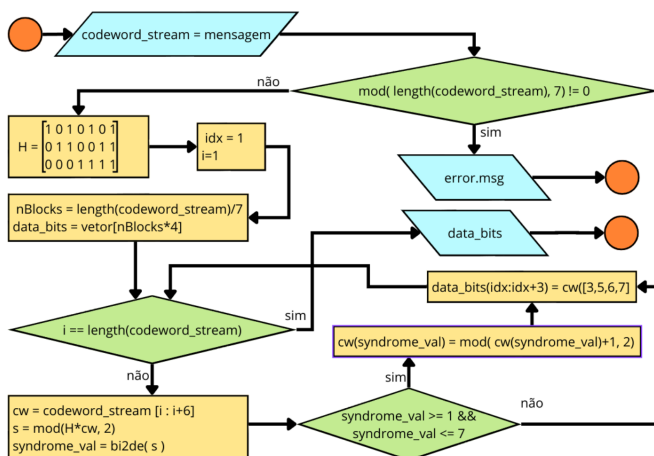 codeword_stream = mensagem
mod( length(codeword_stream), 7) != 0
não
sim
error.msg
H =
1 0 1 0 1 0 1
0 1 1 0 0 1 1
0 0 0 1 1 1 1
idx = 1
i=1
nBlocks = length(codeword_stream)/7
data_bits = vetor[nBlocks*4]
data_bits
i == length(codeword_stream)
sim
não
data_bits(idx:idx+3) = cw([3,5,6,7]
cw(syndrome_val) = mod( cw(syndrome_val)+1, 2)
sim
cw = codeword_stream [i : i+6]
s = mod(H*cw, 2)
syndrome_val = bi2de( s )
syndrome_val >= 1 &&
syndrome_val <= 7
não